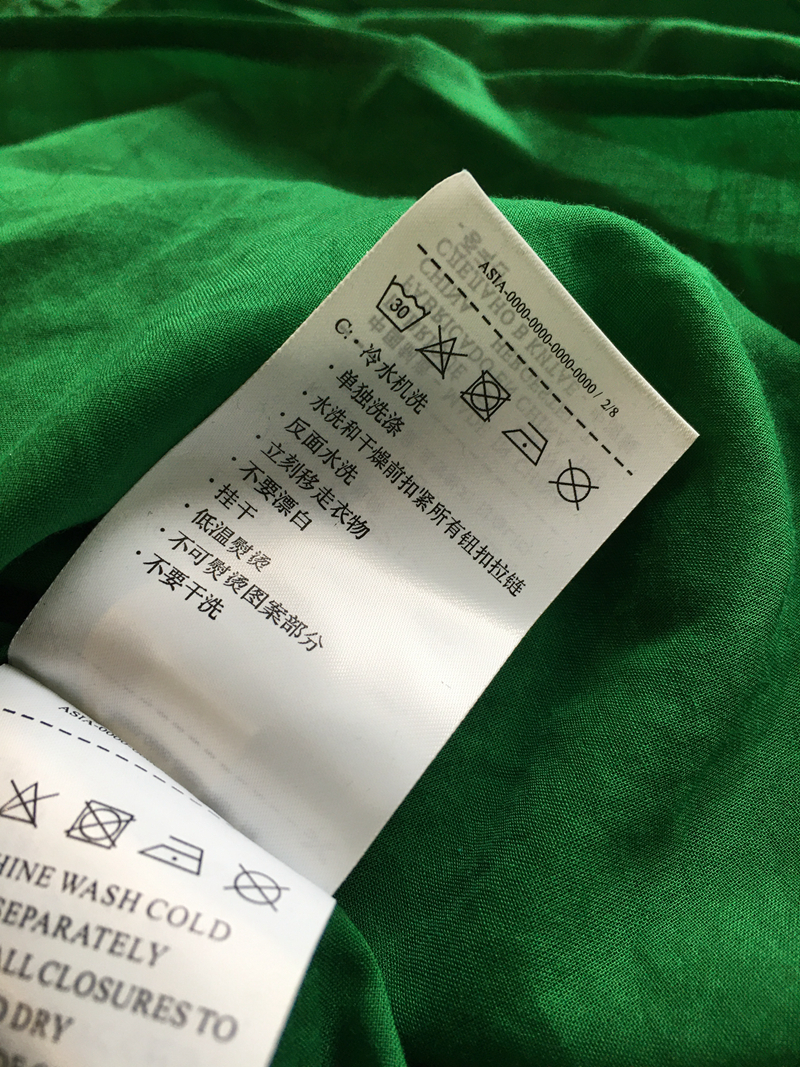 ASIA-0000-0000-0000-0000 / 2/8
30
C: · 冷水机洗
· 单独洗涤
· 水洗和干燥前扣紧所有钮扣拉链
· 反面水洗
· 立刻移走衣物
· 不要漂白
· 挂干
· 低温熨烫
· 不可熨烫图案部分
· 不要干洗
WASH COLD
SEPARATELY
ALL CLOSURES TO
DRY